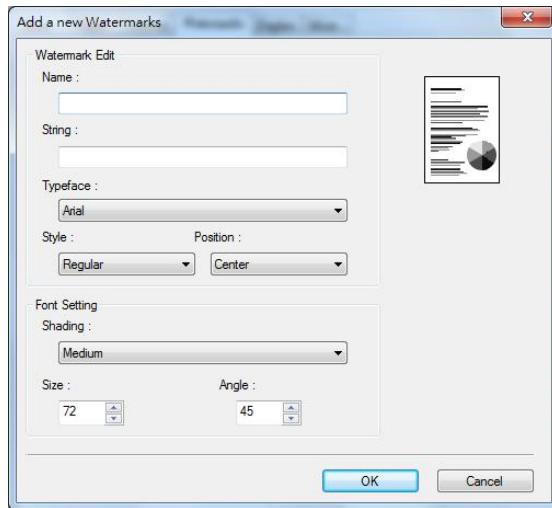 Add a new Watermarks
Watermark Edit
Name :
String :
Typeface :
Arial
Style : Position :
Regular Center
Font Setting
Shading :
Medium
Size : Angle :
72 45
OK Cancel